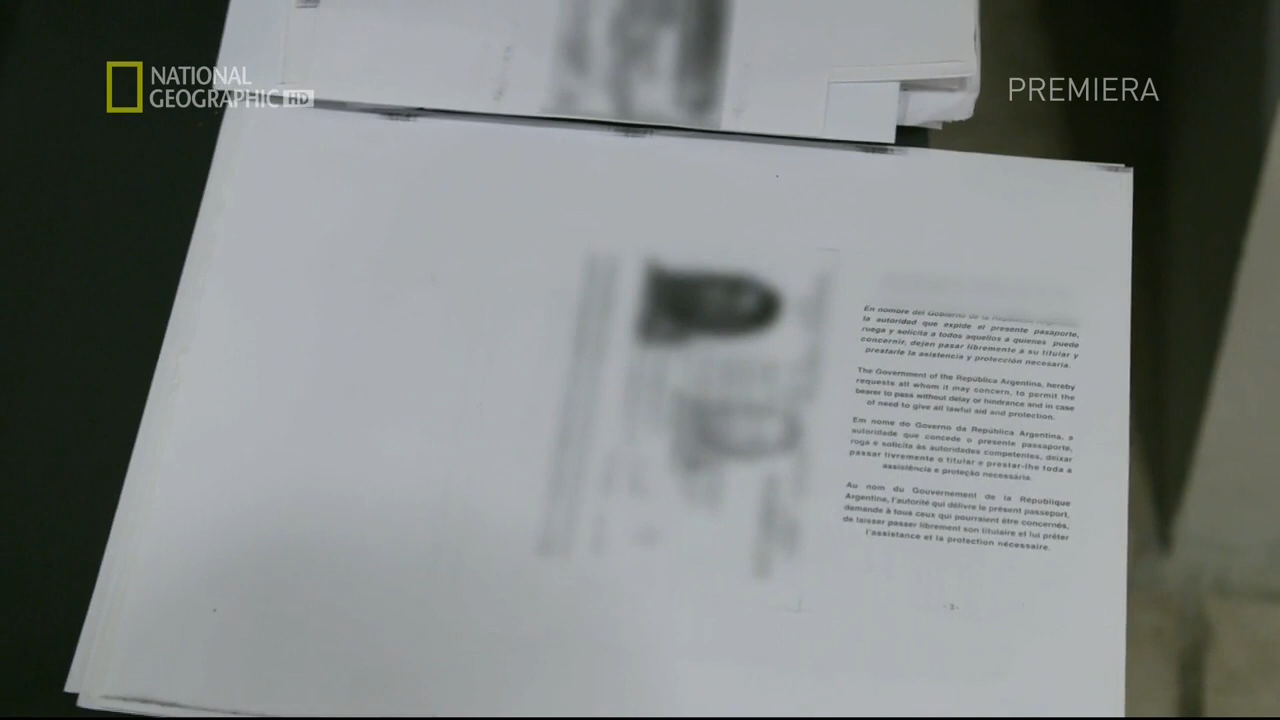 NATIONAL
GEOGRAPHIC HD
PREMIERA
En nombre del Gobierno de la República Argentina,
la autoridad que expide el presente pasaporte,
ruega y solicita a todos aquellos a quienes puede
concernir, dejen pasar libremente a su titular y
prestarle la asistencia y protección necesaria.
The Government of the República Argentina, hereby
requests all whom it may concern, to permit the
bearer to pass without delay or hindrance and in case
of need to give all lawful aid and protection.
Em nome do Governo da República Argentina, a
autoridade que concede o presente passaporte,
roga e solicita às autoridades competentes, deixar
passar livremente o titular e prestar-lhe toda a
assistência e proteção necessária.
Au nom du Gouvernement de la République
Argentine, l'autorité qui délivre le présent passeport,
demande à tous ceux qui pourraient être concernés,
de laisser passer librement son titulaire et lui prêter
l'assistance et la protection nécessaire.
-3-